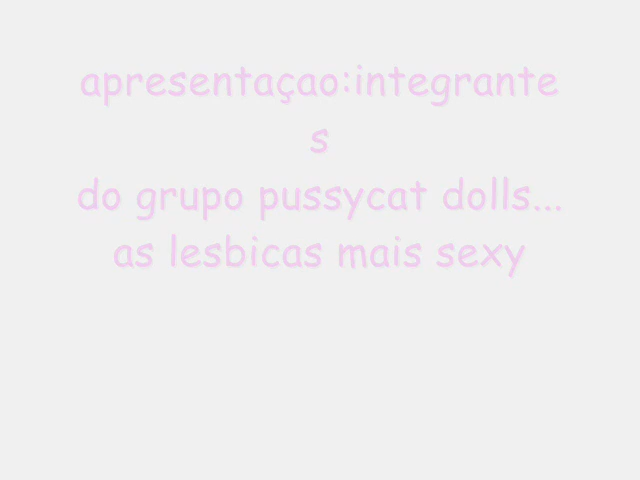 apresentaçao:integrante
s
do grupo pussycat dolls...
as lesbicas mais sexy